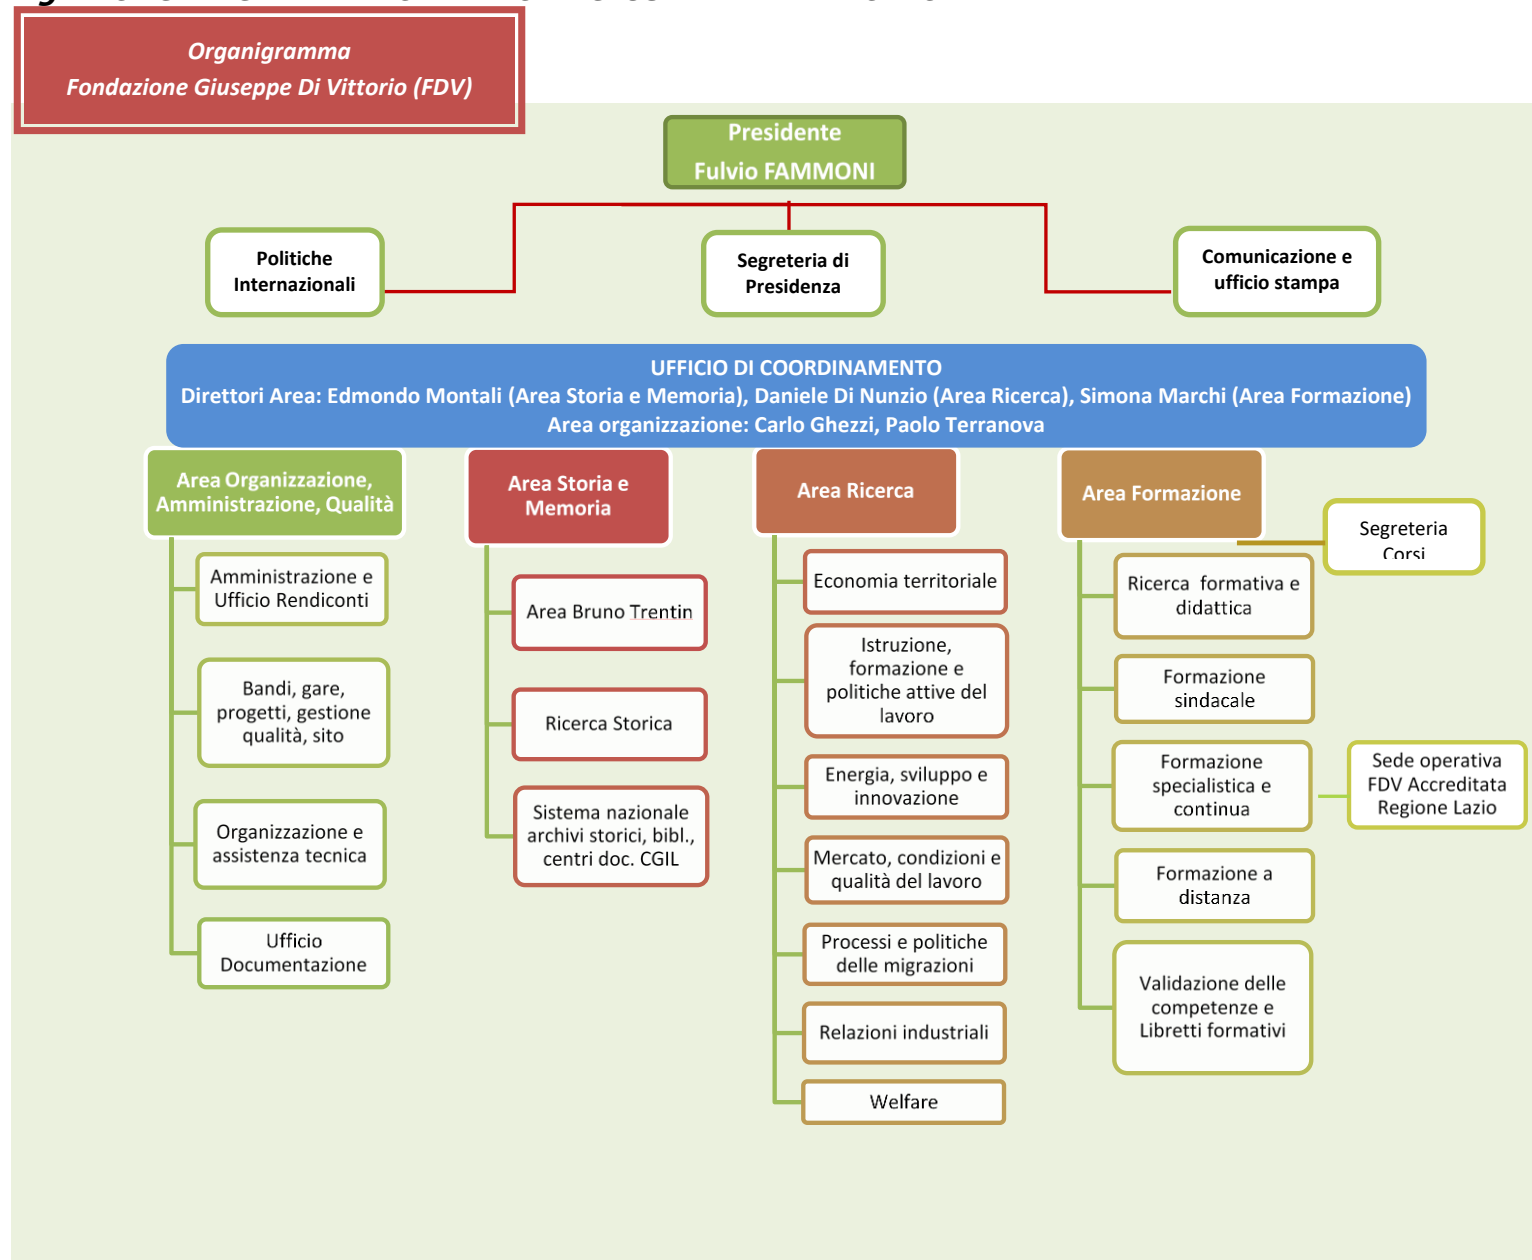 Organigramma
Fondazione Giuseppe Di Vittorio (FDV)
Presidente
Fulvio FAMMONI
Politiche
Internazionali
Segreteria di
Presidenza
Comunicazione e
ufficio stampa
UFFICIO DI COORDINAMENTO
Direttori Area: Edmondo Montali (Area Storia e Memoria), Daniele Di Nunzio (Area Ricerca), Simona Marchi (Area Formazione)
Area organizzazione: Carlo Ghezzi, Paolo Terranova
Area Organizzazione,
Amministrazione, Qualità
Amministrazione e
Ufficio Rendiconti
Bandi, gare,
progetti, gestione
qualità, sito
Organizzazione e
assistenza tecnica
Ufficio
Documentazione
Area Storia e
Memoria
Area Bruno Trentin
Ricerca Storica
Sistema nazionale
archivi storici, bibl.,
centri doc. CGIL
Area Ricerca
Economia territoriale
Istruzione,
formazione e
politiche attive del
lavoro
Energia, sviluppo e
innovazione
Mercato, condizioni e
qualità del lavoro
Processi e politiche
delle migrazioni
Relazioni industriali
Welfare
Area Formazione
Segreteria
Corsi
Ricerca formativa e
didattica
Formazione
sindacale
Formazione
specialistica e
continua
Sede operativa
FDV Accreditata
Regione Lazio
Formazione a
distanza
Validazione delle
competenze e
Libretti formativi